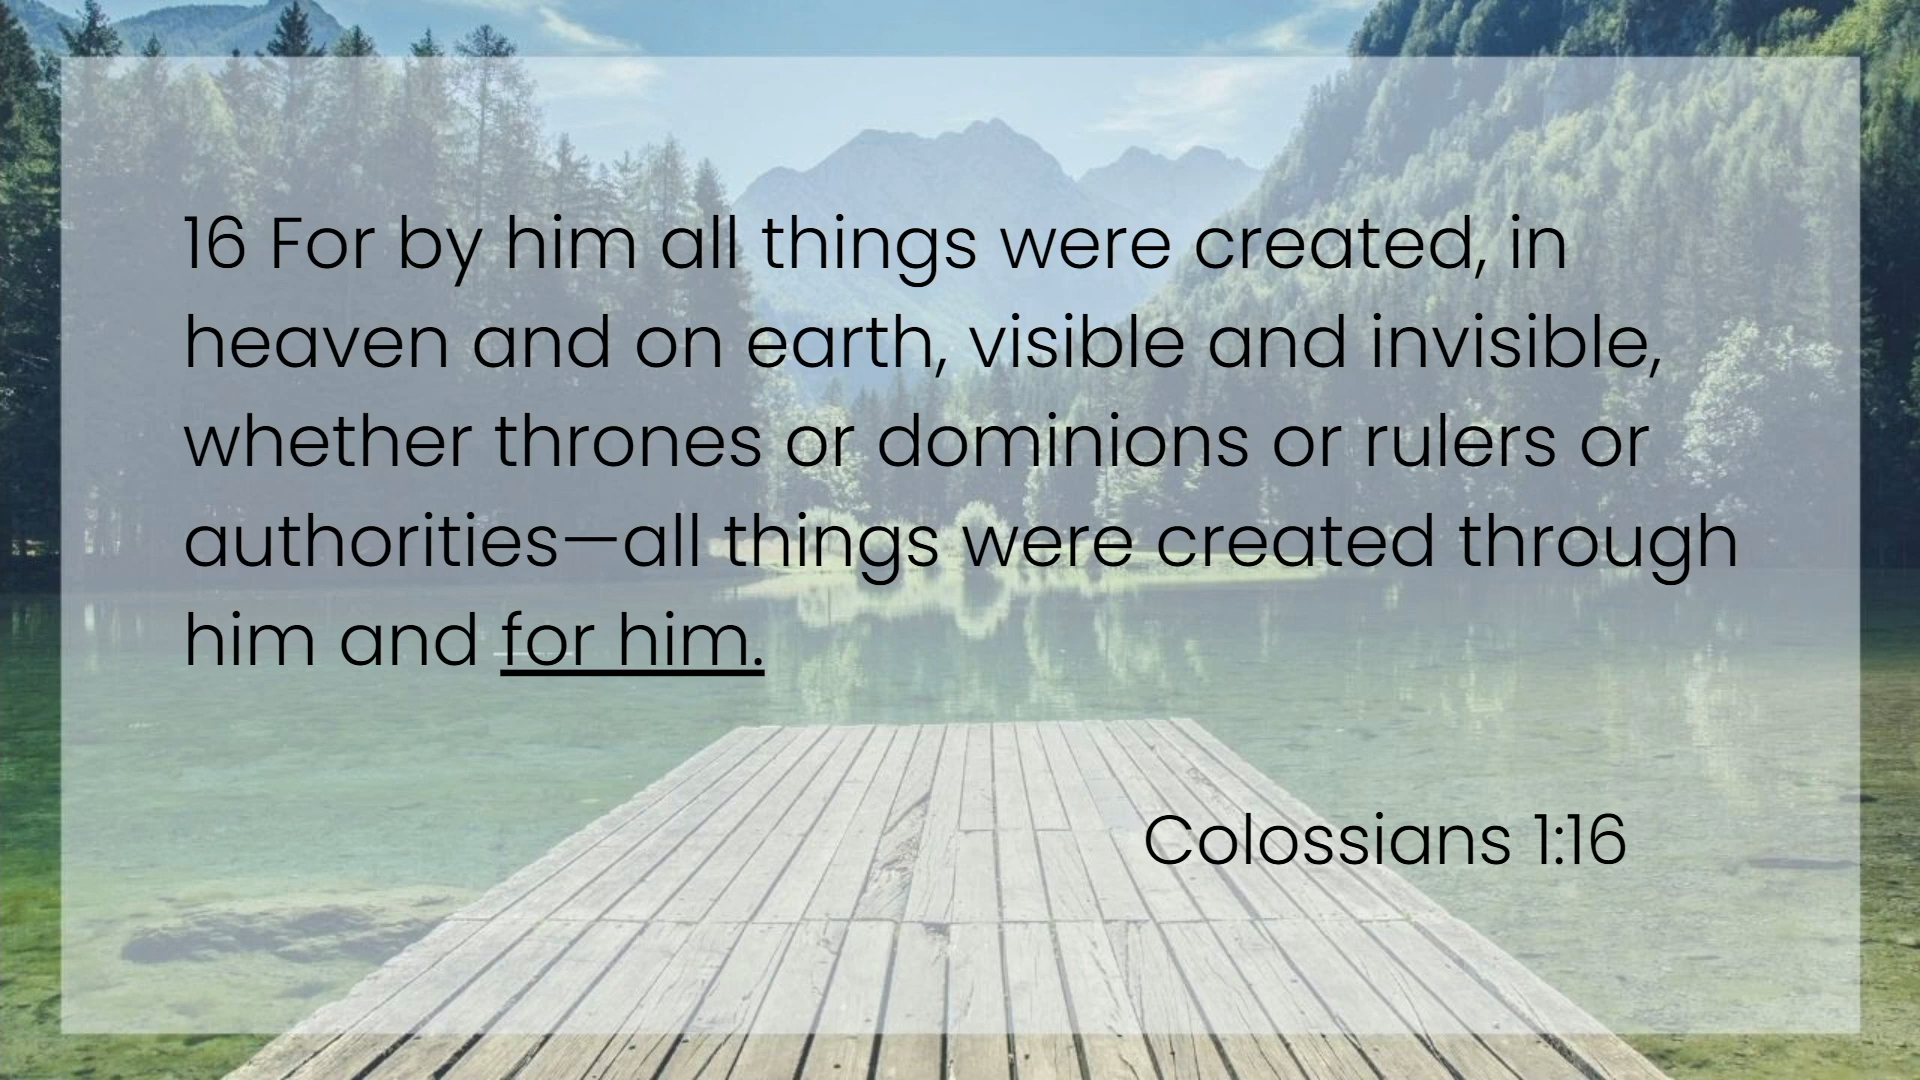 16 For by him all things were created, in
heaven and on earth, visible and invisible,
whether thrones or dominions or rulers or
authorities—all things were created through
him and for him.
Colossians 1:16